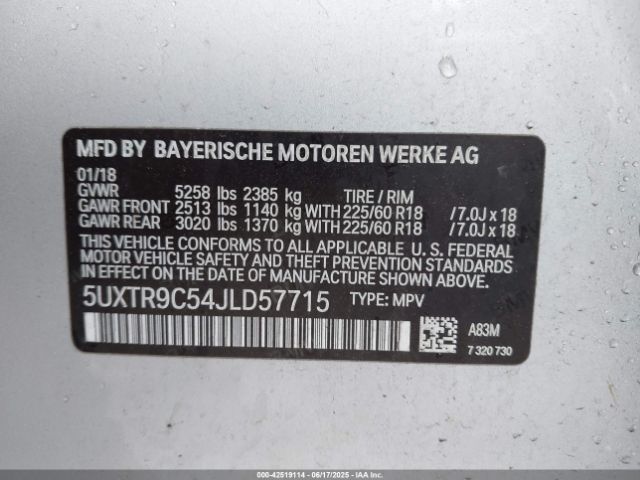 MFD BY BAYERISCHE MOTOREN WERKE AG
01/18
GVWR 5258 lbs 2385 kg TIRE / RIM
GAWR FRONT 2513 lbs 1140 kg WITH 225/60 R18 /7.0J x 18
GAWR REAR 3020 lbs 1370 kg WITH 225/60 R18 /7.0J x 18
THIS VEHICLE CONFORMS TO ALL APPLICABLE U. S. FEDERAL
MOTOR VEHICLE SAFETY AND THEFT PREVENTION STANDARDS
IN EFFECT ON THE DATE OF MANUFACTURE SHOWN ABOVE.
5UXTR9C54JLD57715 TYPE: MPV
A83M
7 320 730
000-42519114 | 06/17/2025 | IAA INC.